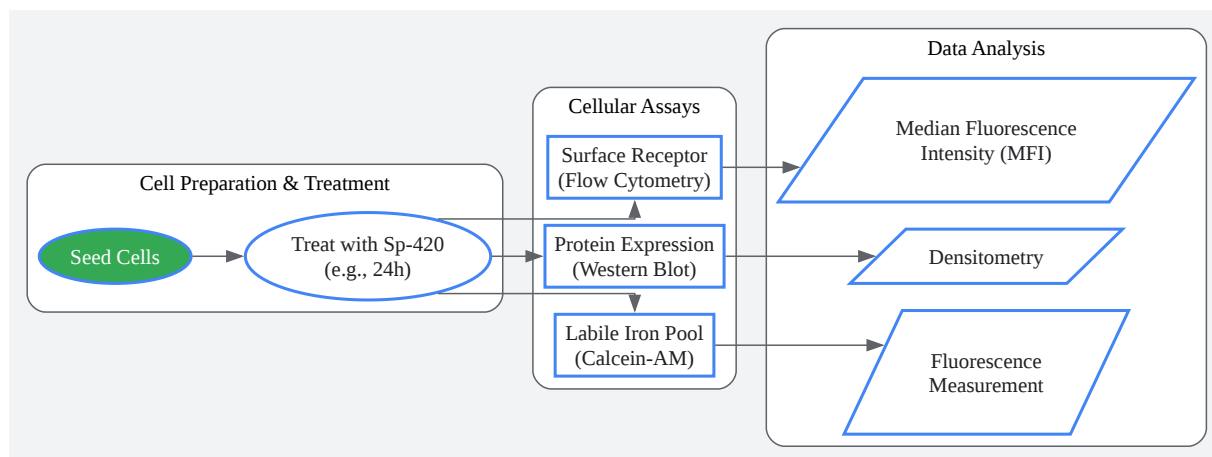 Cell Preparation & Treatment
Seed Cells
Treat with Sp-420
(e.g., 24h)
Cellular Assays
Surface Receptor
(Flow Cytometry)
Protein Expression
(Western Blot)
Labile Iron Pool
(Calcein-AM)
Data Analysis
Median Fluorescence
Intensity (MFI)
Densitometry
Fluorescence
Measurement